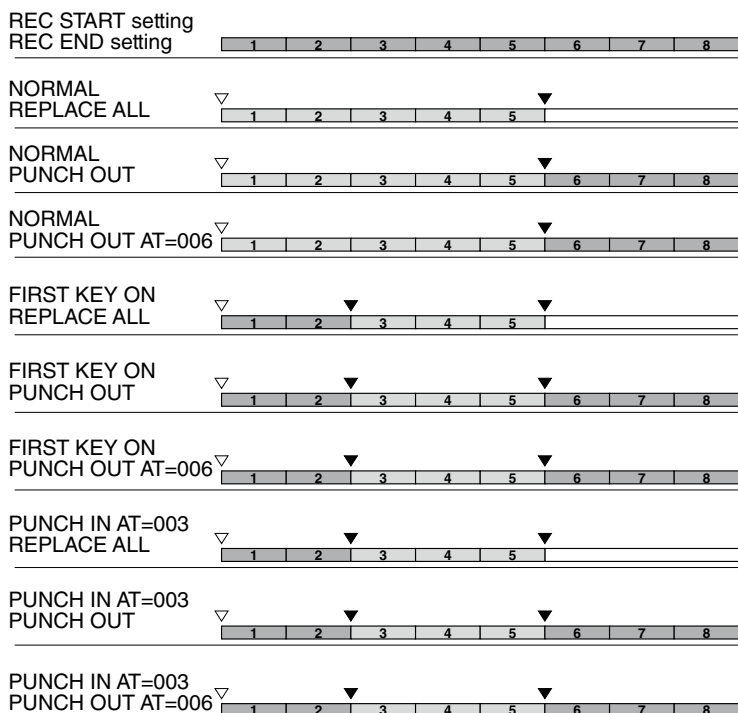 REC START setting
REC END setting
1 2 3 4 5 6 7 8
NORMAL
REPLACE ALL
1 2 3 4 5
NORMAL
PUNCH OUT
1 2 3 4 5 6 7 8
NORMAL
PUNCH OUT AT=006
1 2 3 4 5 6 7 8
FIRST KEY ON
REPLACE ALL
1 2 3 4 5
FIRST KEY ON
PUNCH OUT
1 2 3 4 5 6 7 8
FIRST KEY ON
PUNCH OUT AT=006
1 2 3 4 5 6 7 8
PUNCH IN AT=003
REPLACE ALL
1 2 3 4 5
PUNCH IN AT=003
PUNCH OUT
1 2 3 4 5 6 7 8
PUNCH IN AT=003
PUNCH OUT AT=006
1 2 3 4 5 6 7 8